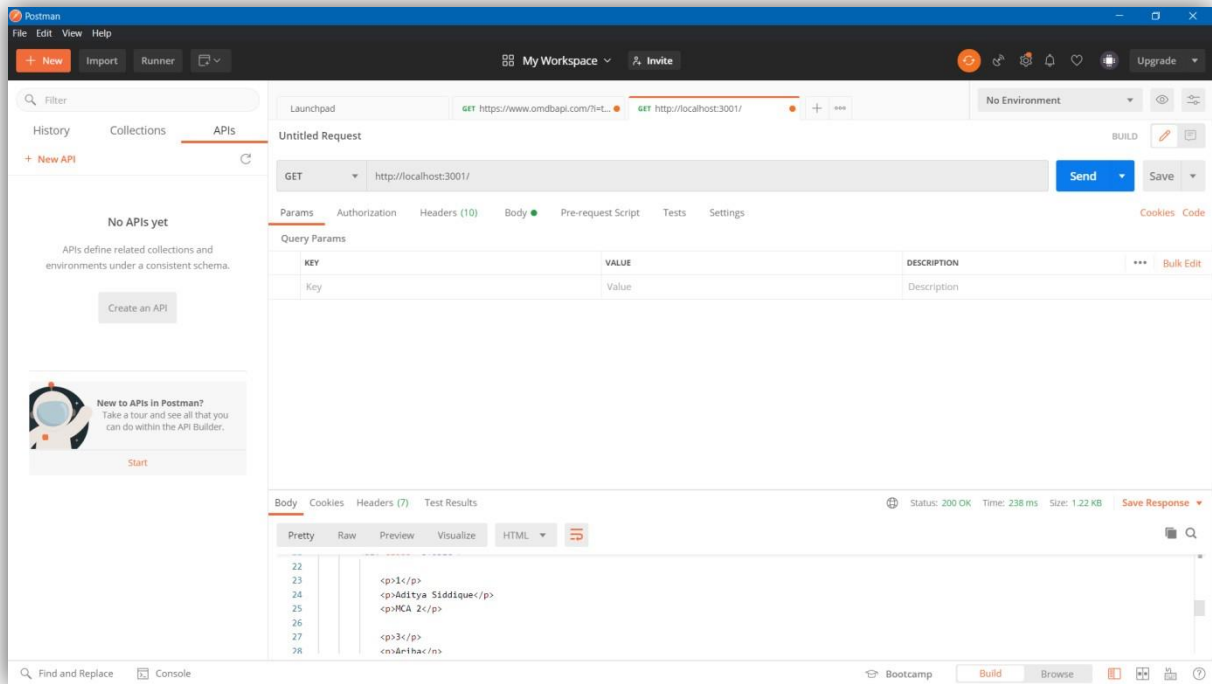 Postman
File Edit View Help
+ New Import Runner My Workspace Invite Upgrade
Filter
History Collections APIs
+ New API
No APIs yet
APIs define related collections and
environments under a consistent schema.
Create an API
New to APIs in Postman?
Take a tour and see all that you
can do within the API Builder.
Start
Launchpad GET https://www.omdbapi.com/?i=t... GET http://localhost:3001/ + ••• No Environment
Untitled Request BUILD
GET http://localhost:3001/ Send Save
Params Authorization Headers (10) Body Pre-request Script Tests Settings Cookies Code
Query Params
KEY VALUE DESCRIPTION ••• Bulk Edit
Key Value Description
Body Cookies Headers (7) Test Results Status: 200 OK Time: 238 ms Size: 1.22 KB Save Response
Pretty Raw Preview Visualize HTML
22
23 <p>1</p>
24 <p>Aditya Siddique</p>
25 <p>MCA 2</p>
26
27 <p>3</p>
28 <p>Ariba</p>
Find and Replace Console Bootcamp Build Browse